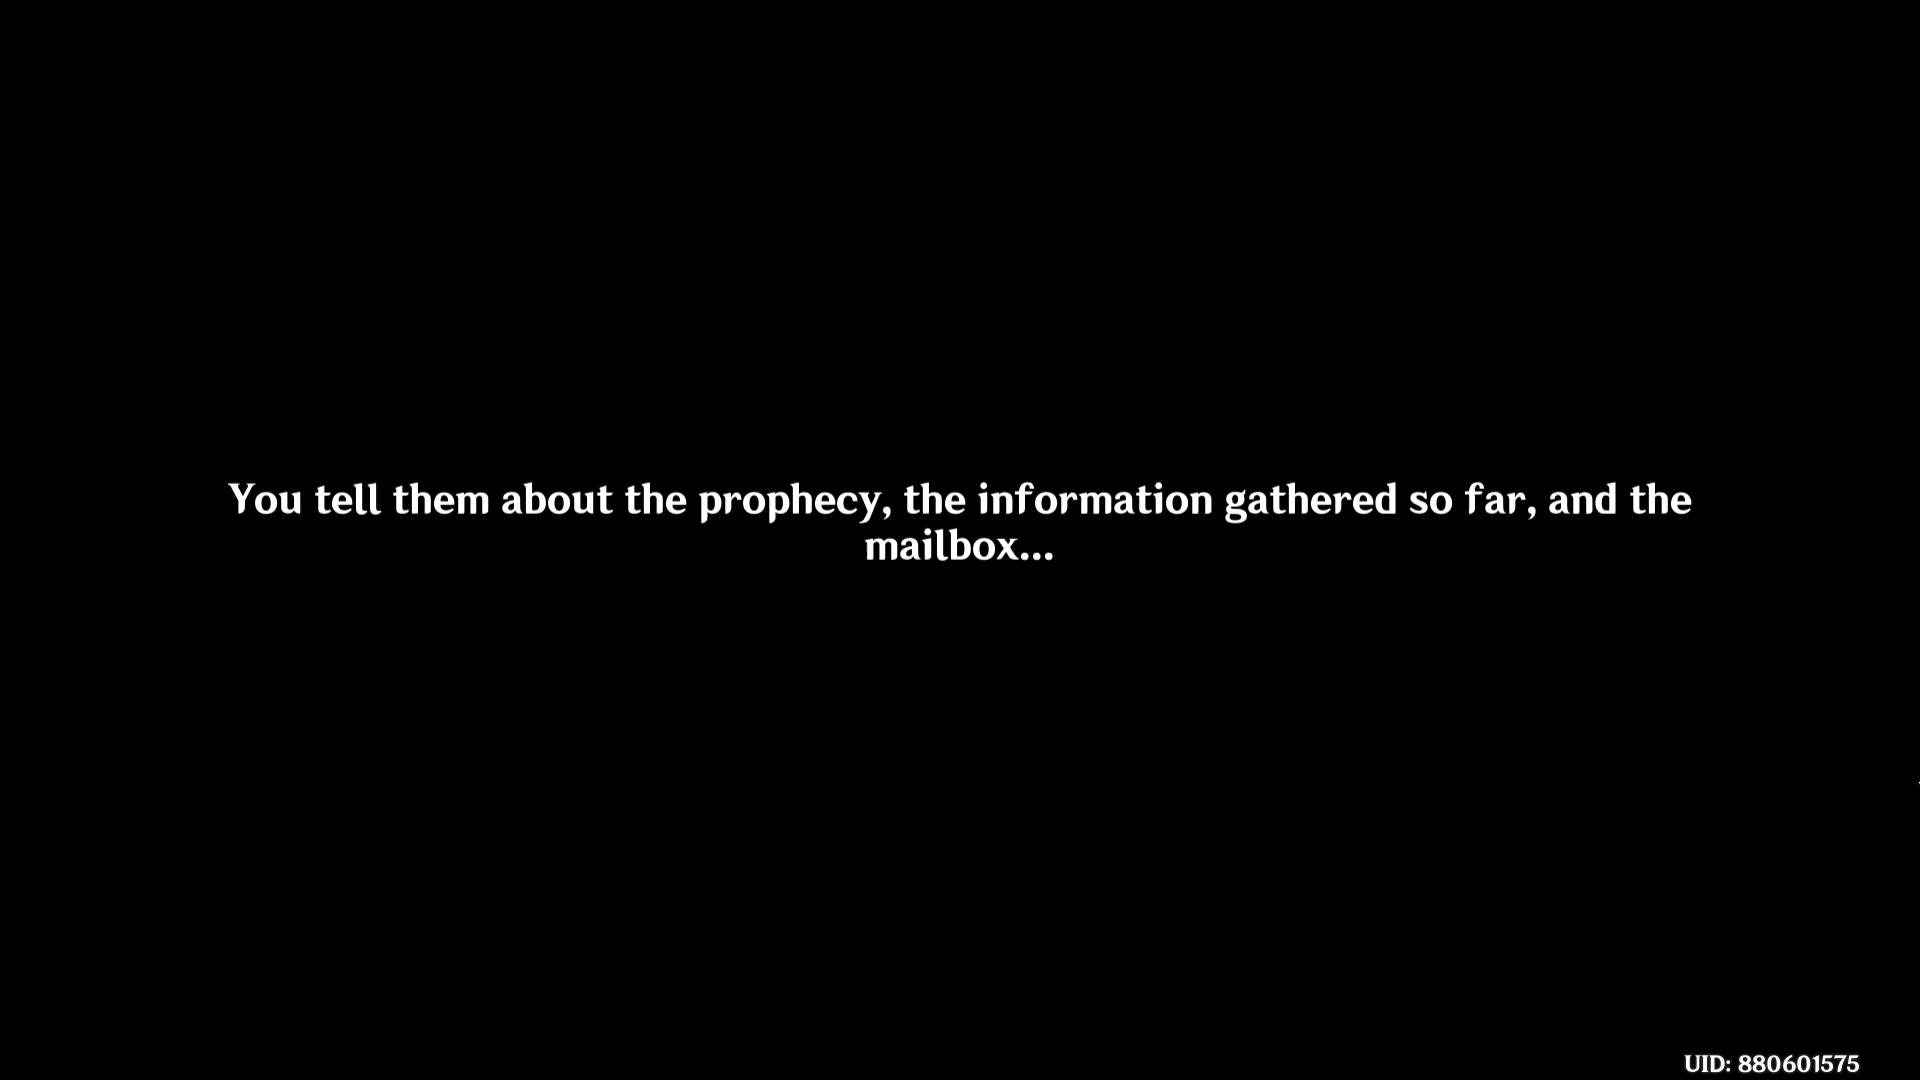 You tell them about the prophecy, the information gathered so far, and the
mailbox...
UID: 880601575